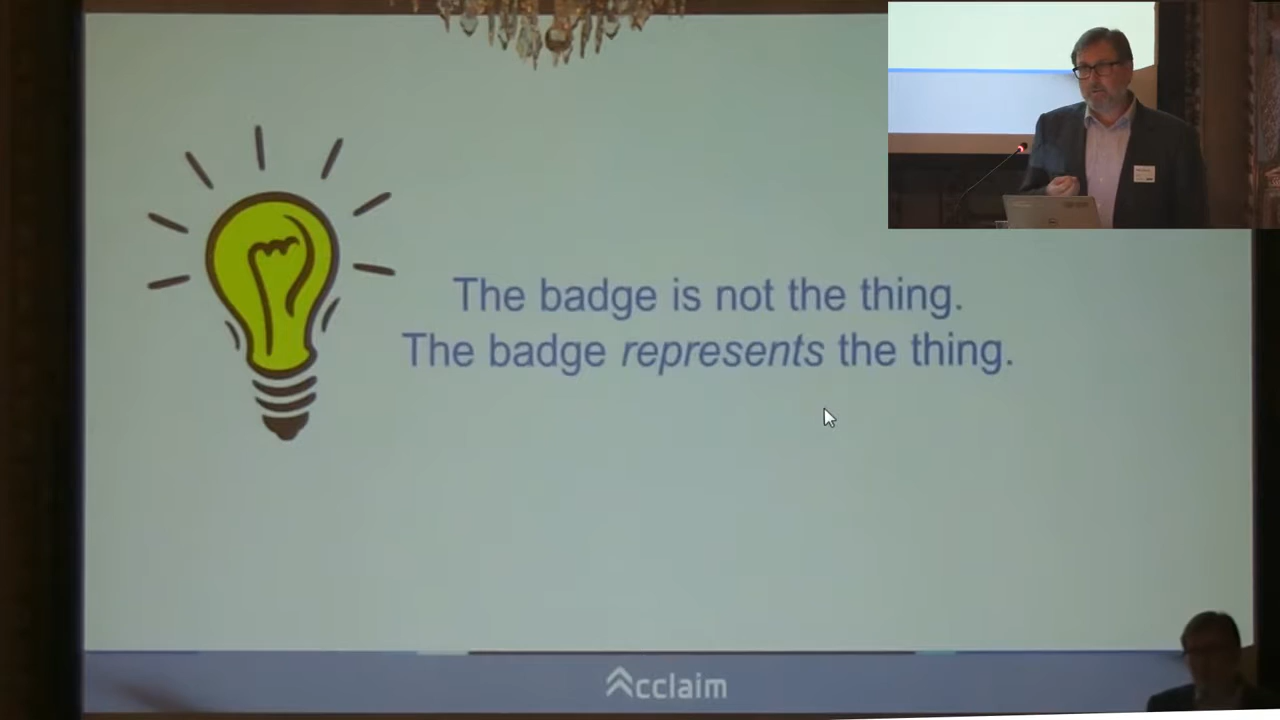 The badge is not the thing.
The badge represents the thing.
Acclaim